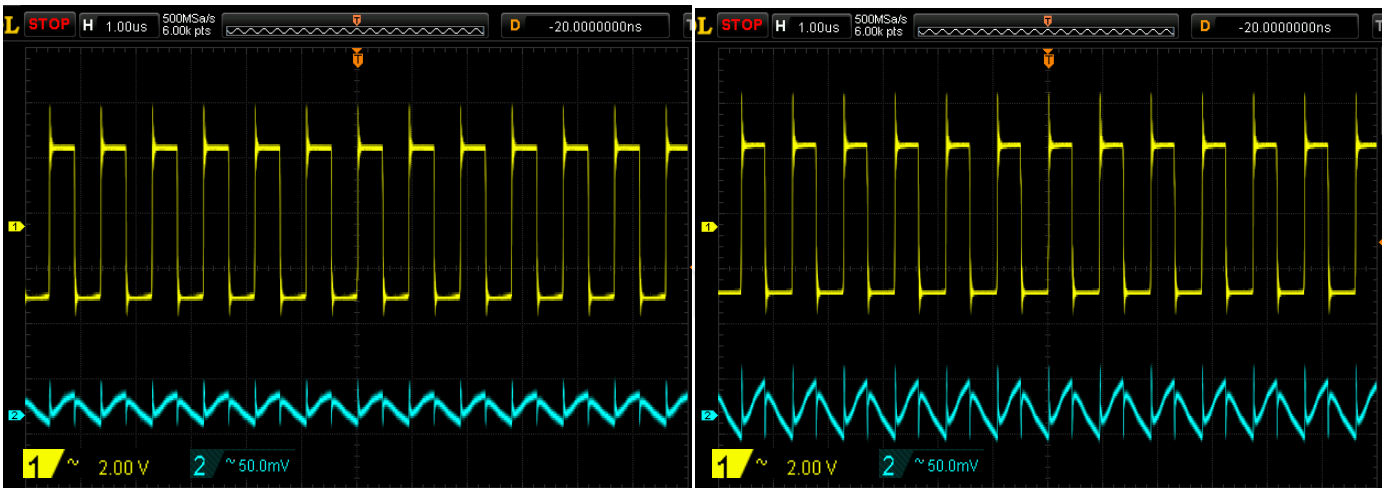 L STOP H 1.00us 500MSa/s 6.00k pts T D -20.0000000ns T
T
1
2
1 ~ 2.00 V 2 ~ 50.0mV
L STOP H 1.00us 500MSa/s 6.00k pts T D -20.0000000ns T
T
1
2
1 ~ 2.00 V 2 ~ 50.0mV